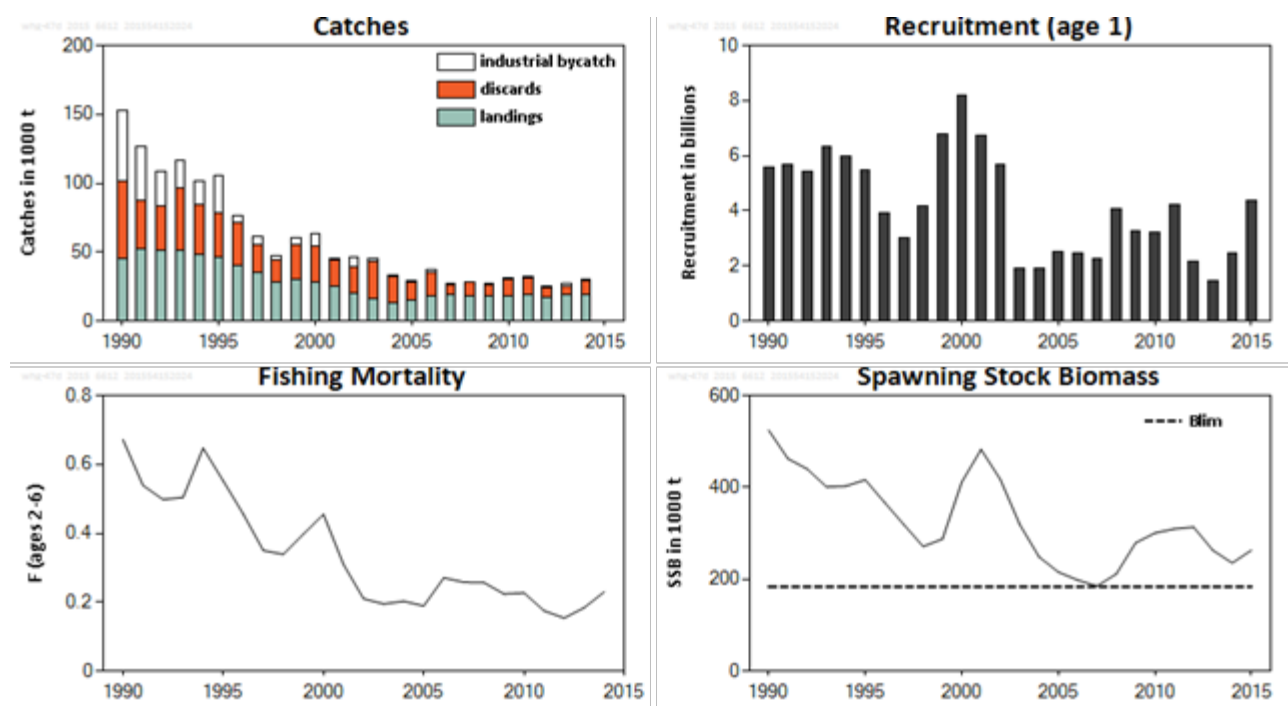 Catches
200
150
100
50
0
Catches in 1000 t
industrial bycatch
discards
landings
1990 1995 2000 2005 2010 2015
Recruitment (age 1)
10
8
6
4
2
0
Recruitment in billions
1990 1995 2000 2005 2010 2015
Fishing Mortality
0.8
0.6
0.4
0.2
0
F (ages 2-6)
1990 1995 2000 2005 2010 2015
Spawning Stock Biomass
600
400
200
0
SSB in 1000 t
Blim
1990 1995 2000 2005 2010 2015